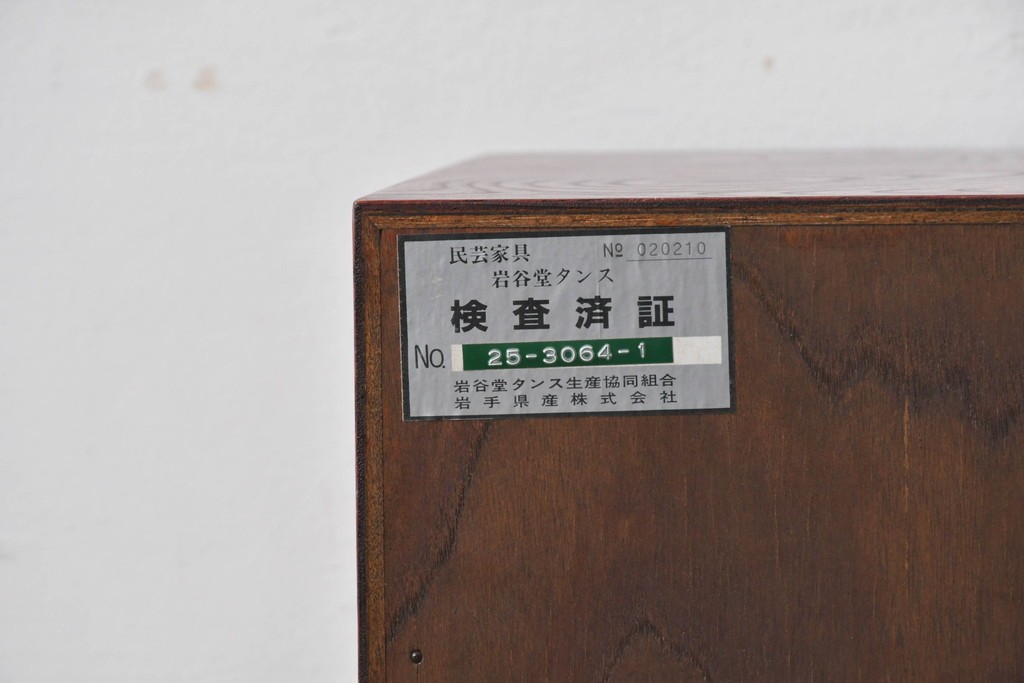 民芸家具 № 020210
岩谷堂タンス
検査済証
No. 25-3064-1
岩谷堂タンス生産協同組合
岩手県産株式会社